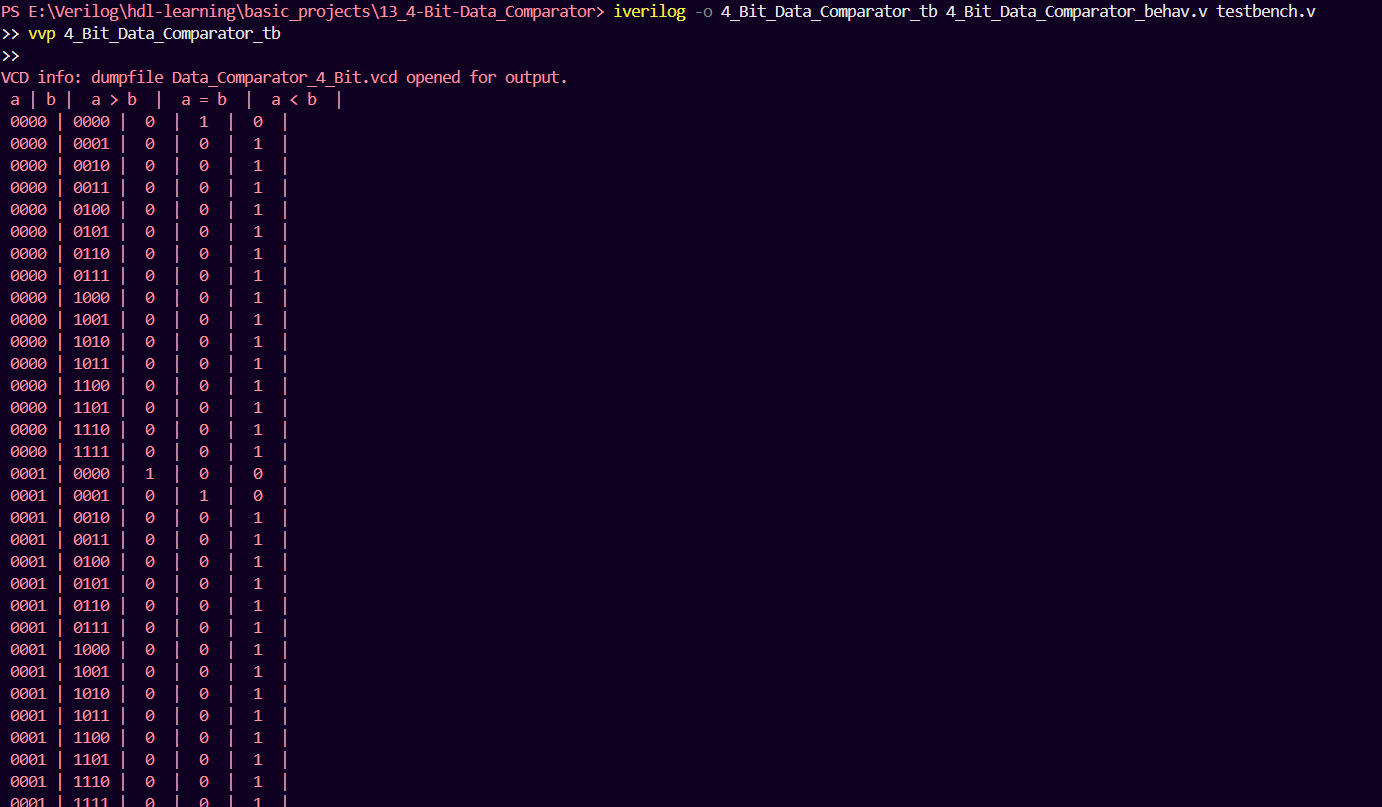 PS E:\Verilog\hdl-learning\basic_projects\13_4-Bit-Data_Comparator> iverilog -o 4_Bit_Data_Comparator_tb 4_Bit_Data_Comparator_behav.v testbench.v
>> vvp 4_Bit_Data_Comparator_tb
>>
VCD info: dumpfile Data_Comparator_4_Bit.vcd opened for output.
a | b |  a > b  |  a = b  |  a < b  |
0000 | 0000 |  0  |  1  |  0  |
0000 | 0001 |  0  |  0  |  1  |
0000 | 0010 |  0  |  0  |  1  |
0000 | 0011 |  0  |  0  |  1  |
0000 | 0100 |  0  |  0  |  1  |
0000 | 0101 |  0  |  0  |  1  |
0000 | 0110 |  0  |  0  |  1  |
0000 | 0111 |  0  |  0  |  1  |
0000 | 1000 |  0  |  0  |  1  |
0000 | 1001 |  0  |  0  |  1  |
0000 | 1010 |  0  |  0  |  1  |
0000 | 1011 |  0  |  0  |  1  |
0000 | 1100 |  0  |  0  |  1  |
0000 | 1101 |  0  |  0  |  1  |
0000 | 1110 |  0  |  0  |  1  |
0000 | 1111 |  0  |  0  |  1  |
0001 | 0000 |  1  |  0  |  0  |
0001 | 0001 |  0  |  1  |  0  |
0001 | 0010 |  0  |  0  |  1  |
0001 | 0011 |  0  |  0  |  1  |
0001 | 0100 |  0  |  0  |  1  |
0001 | 0101 |  0  |  0  |  1  |
0001 | 0110 |  0  |  0  |  1  |
0001 | 0111 |  0  |  0  |  1  |
0001 | 1000 |  0  |  0  |  1  |
0001 | 1001 |  0  |  0  |  1  |
0001 | 1010 |  0  |  0  |  1  |
0001 | 1011 |  0  |  0  |  1  |
0001 | 1100 |  0  |  0  |  1  |
0001 | 1101 |  0  |  0  |  1  |
0001 | 1110 |  0  |  0  |  1  |
0001 | 1111 |  0  |  0  |  1  |